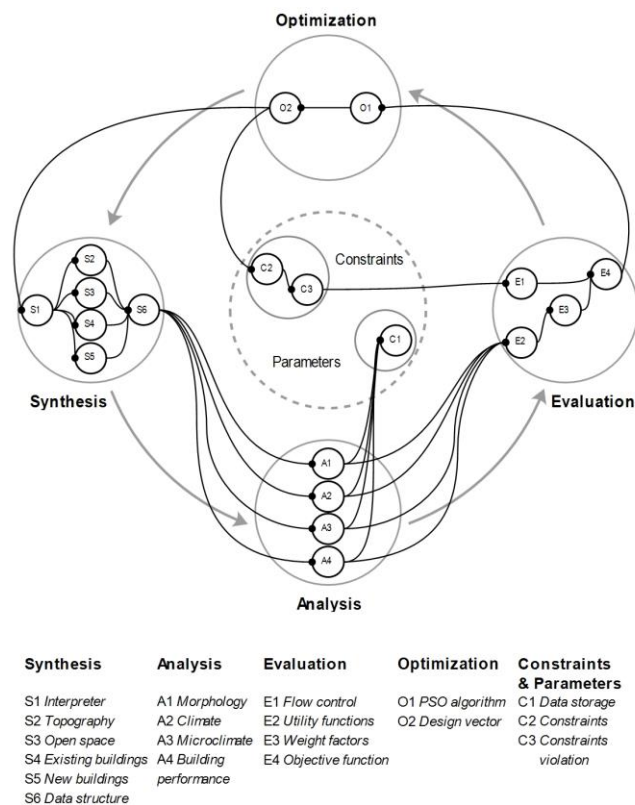 Optimization
O2
O1
S2
C2
Constraints
E4
S1
S3
S6
C3
E1
S4
E3
S5
C1
E2
Parameters
Synthesis
Evaluation
A1
A2
A3
A4
Analysis
Synthesis
S1 Interpreter
S2 Topography
S3 Open space
S4 Existing buildings
S5 New buildings
S6 Data structure
Analysis
A1 Morphology
A2 Climate
A3 Microclimate
A4 Building
performance
Evaluation
E1 Flow control
E2 Utility functions
E3 Weight factors
E4 Objective function
Optimization
O1 PSO algorithm
O2 Design vector
Constraints
& Parameters
C1 Data storage
C2 Constraints
C3 Constraints
violation